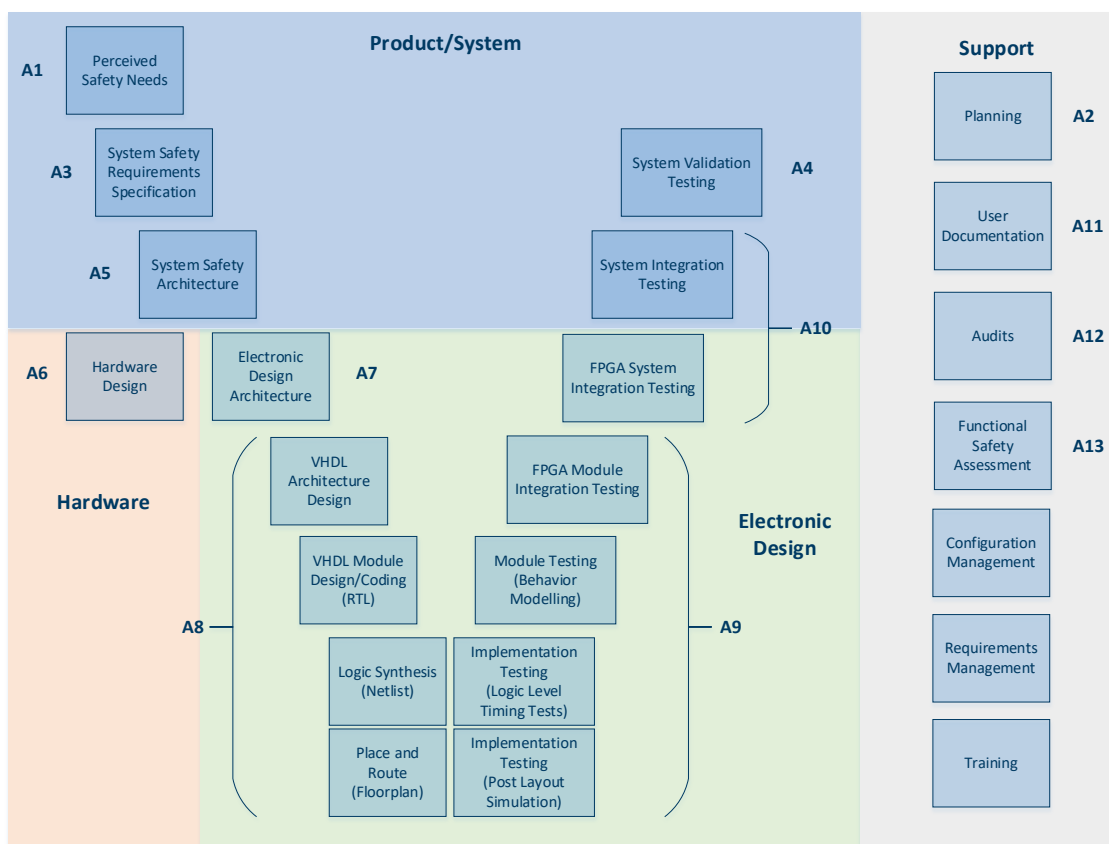 Product/System
Support
A1
Perceived
Safety Needs
Planning
A2
A3
System Safety
Requirements
Specification
System Validation
Testing
A4
User
Documentation
A11
A5
System Safety
Architecture
System Integration
Testing
A10
Audits
A12
A6
Hardware
Design
Electronic
Design
Architecture
A7
FPGA System
Integration Testing
Functional
Safety
Assessment
A13
VHDL
Architecture
Design
FPGA Module
Integration Testing
Hardware
Electronic
Design
Configuration
Management
VHDL Module
Design/Coding
(RTL)
Module Testing
(Behavior
Modelling)
A8
A9
Requirements
Management
Logic Synthesis
(Netlist)
Implementation
Testing
(Logic Level
Timing Tests)
Place and
Route
(Floorplan)
Implementation
Testing
(Post Layout
Simulation)
Training